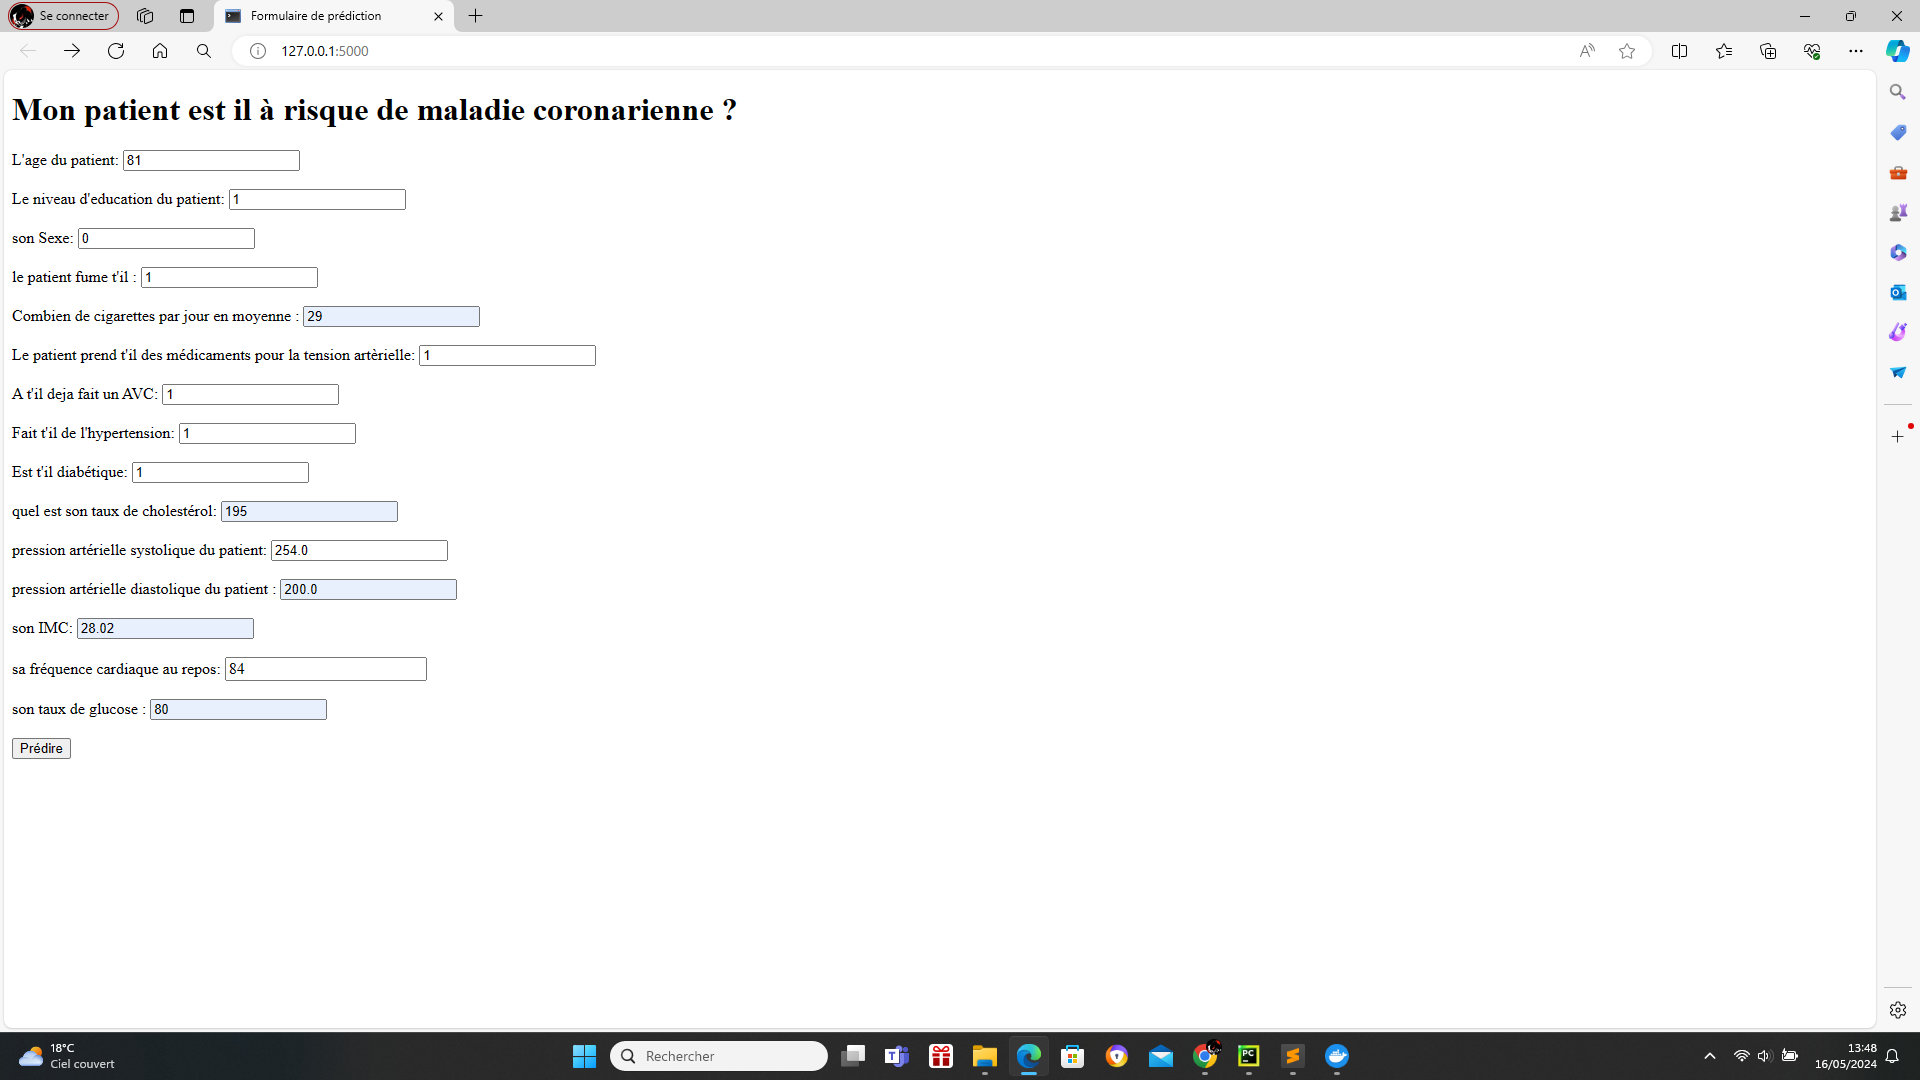 Se connecter
Formulaire de prédiction
127.0.0.1:5000
Mon patient est il à risque de maladie coronarienne ?
L'age du patient: 81
Le niveau d'education du patient: 1
son Sexe: 0
le patient fume t'il : 1
Combien de cigarettes par jour en moyenne : 29
Le patient prend t'il des médicaments pour la tension artèrielle: 1
A t'il deja fait un AVC: 1
Fait t'il de l'hypertension: 1
Est t'il diabétique: 1
quel est son taux de cholestérol: 195
pression artérielle systolique du patient: 254.0
pression artérielle diastolique du patient : 200.0
son IMC: 28.02
sa fréquence cardiaque au repos: 84
son taux de glucose : 80
Prédire
18°C
Ciel couvert
Rechercher
13:48
16/05/2024